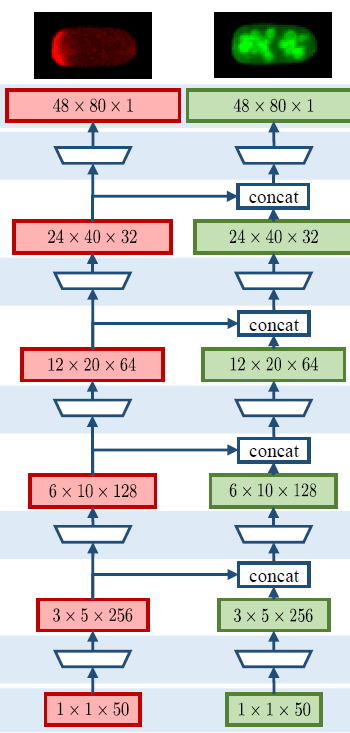 48 × 80 × 1 48 × 80 × 1
concat
24 × 40 × 32 24 × 40 × 32
concat
12 × 20 × 64 12 × 20 × 64
concat
6 × 10 × 128 6 × 10 × 128
concat
3 × 5 × 256 3 × 5 × 256
1 × 1 × 50 1 × 1 × 50